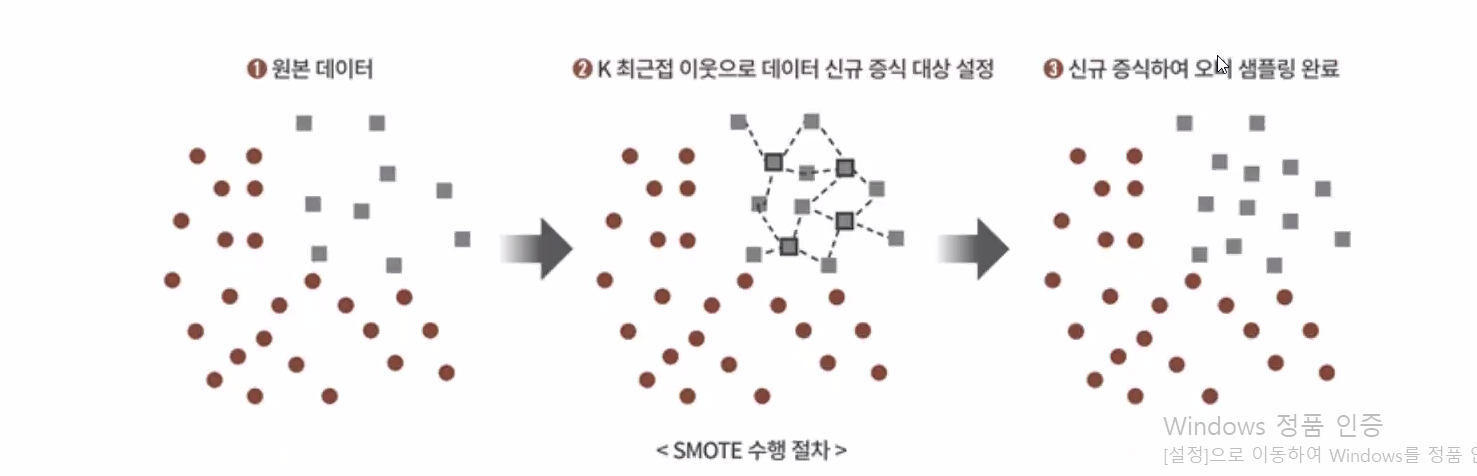 ❶ 원본 데이터
❷ K 최근접 이웃으로 데이터 신규 증식 대상 설정
❸ 신규 증식하여 샘플링 완료
< SMOTE 수행 절차 >
Windows 정품 인증
[설정]으로 이동하여 Windows를 정품